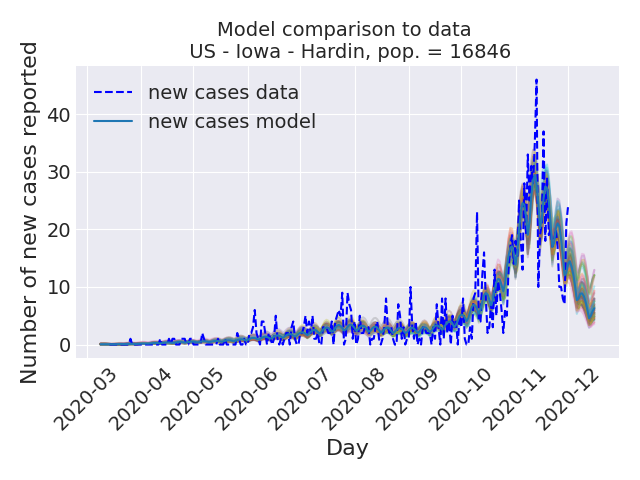 Model comparison to data
US - Iowa - Hardin, pop. = 16846
Number of new cases reported
new cases data
new cases model
40
30
20
10
0
2020-03
2020-04
2020-05
2020-06
2020-07
2020-08
2020-09
2020-10
2020-11
2020-12
Day